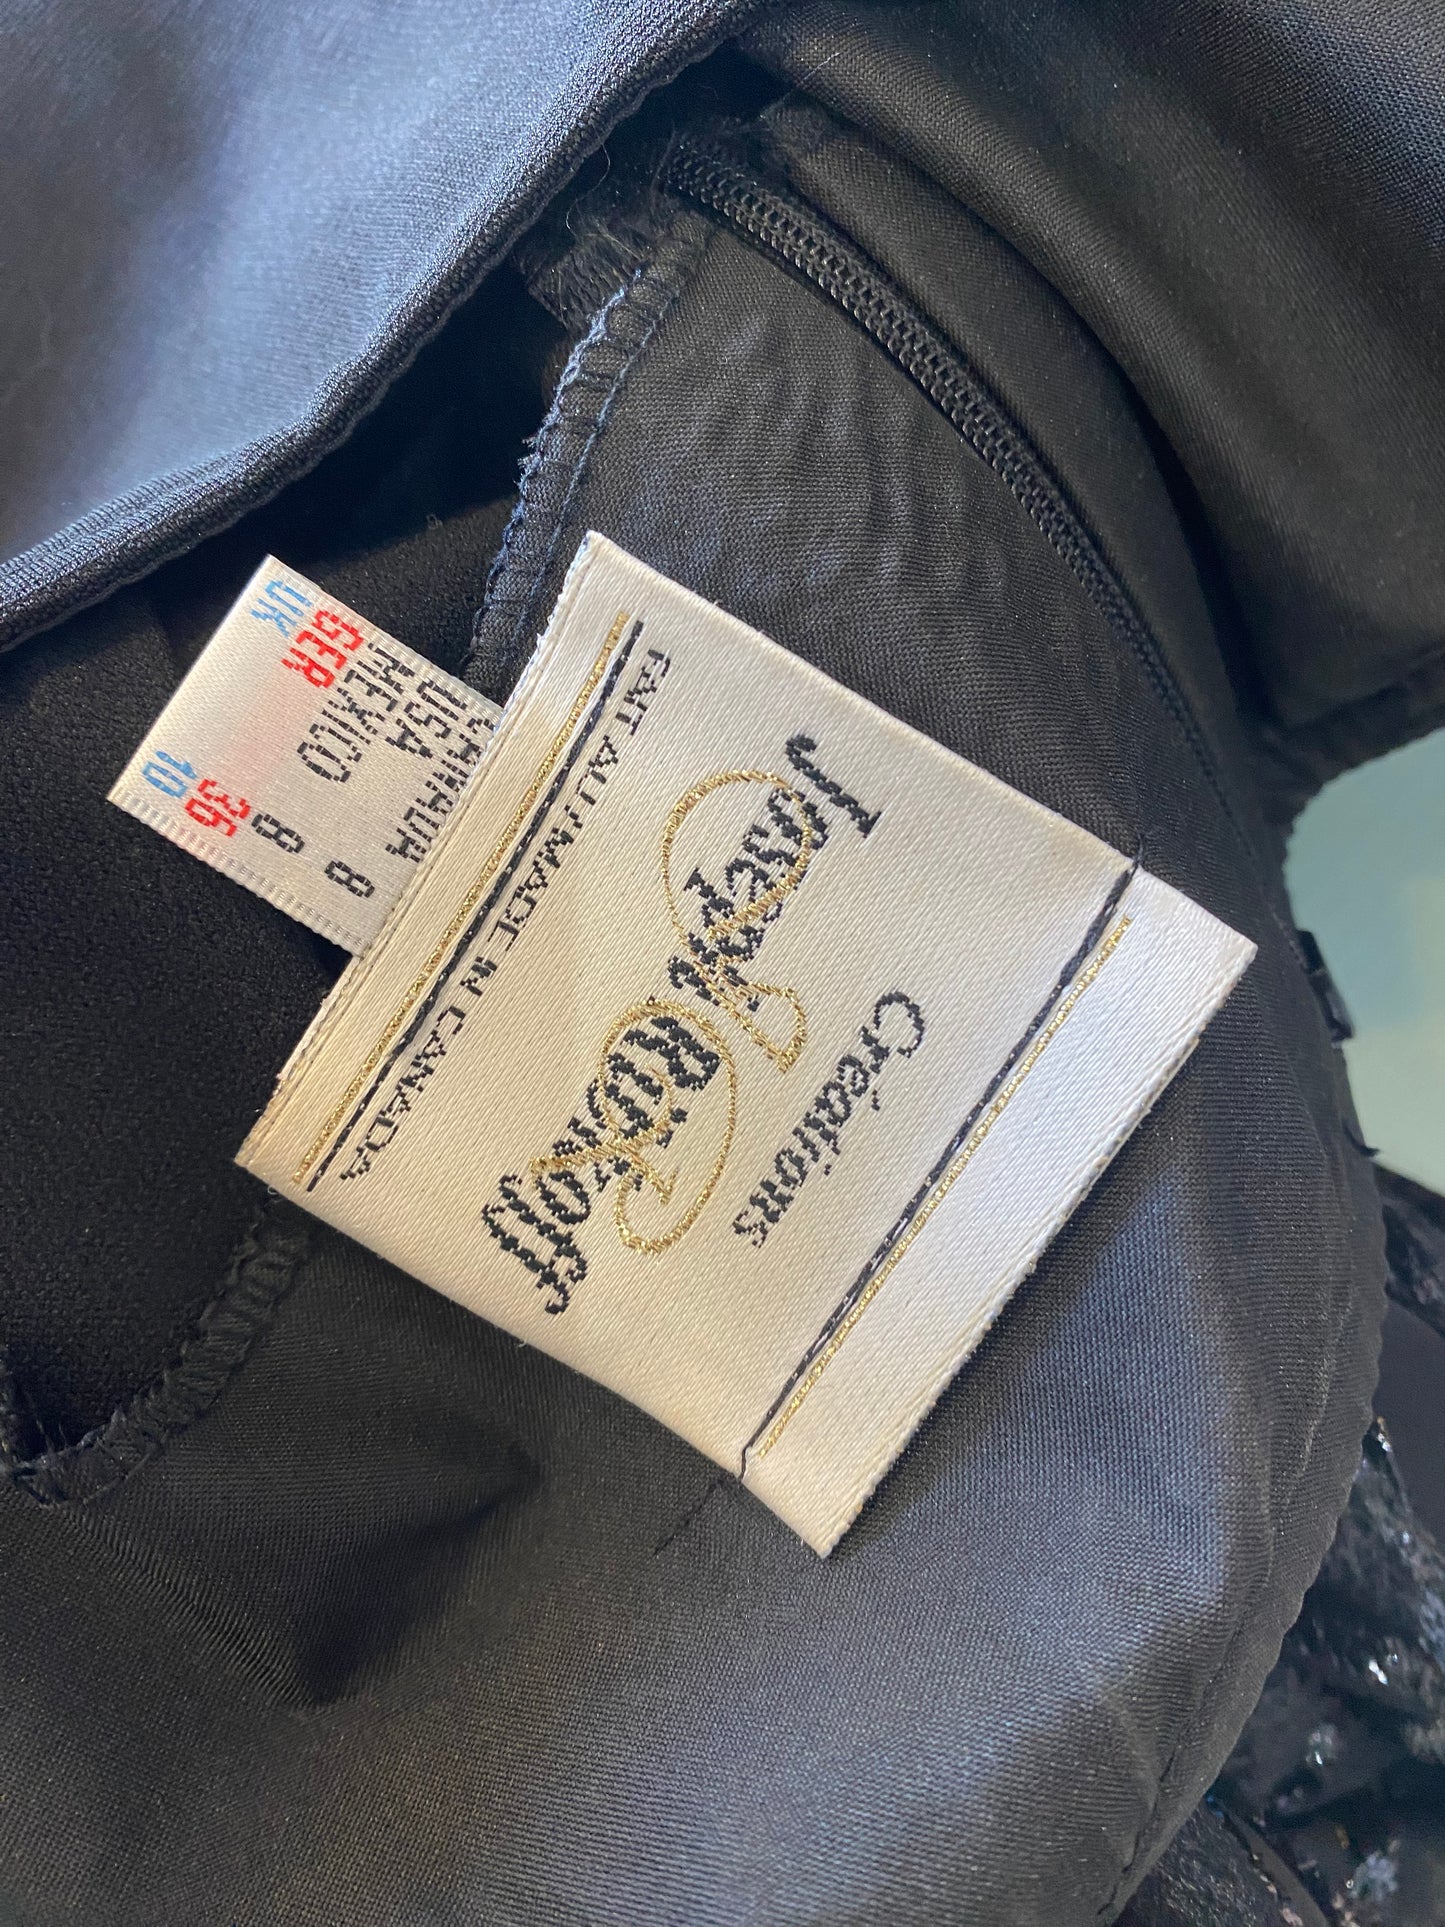 Créations
Joseph Ribkoff
FAIT AU / MADE IN CANADA
CANADA
USA 8
MEXICO 8
GER 36
UK 10